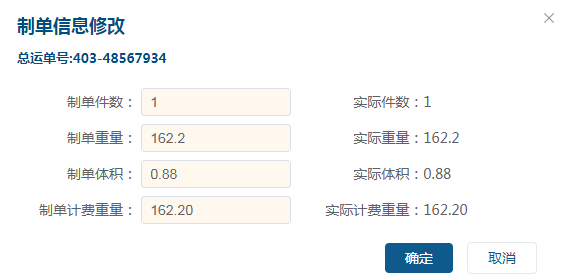 制单信息修改
总运单号:403-48567934
制单件数： 1 实际件数：1
制单重量： 162.2 实际重量：162.2
制单体积： 0.88 实际体积：0.88
制单计费重量： 162.20 实际计费重量：162.20
确定 取消